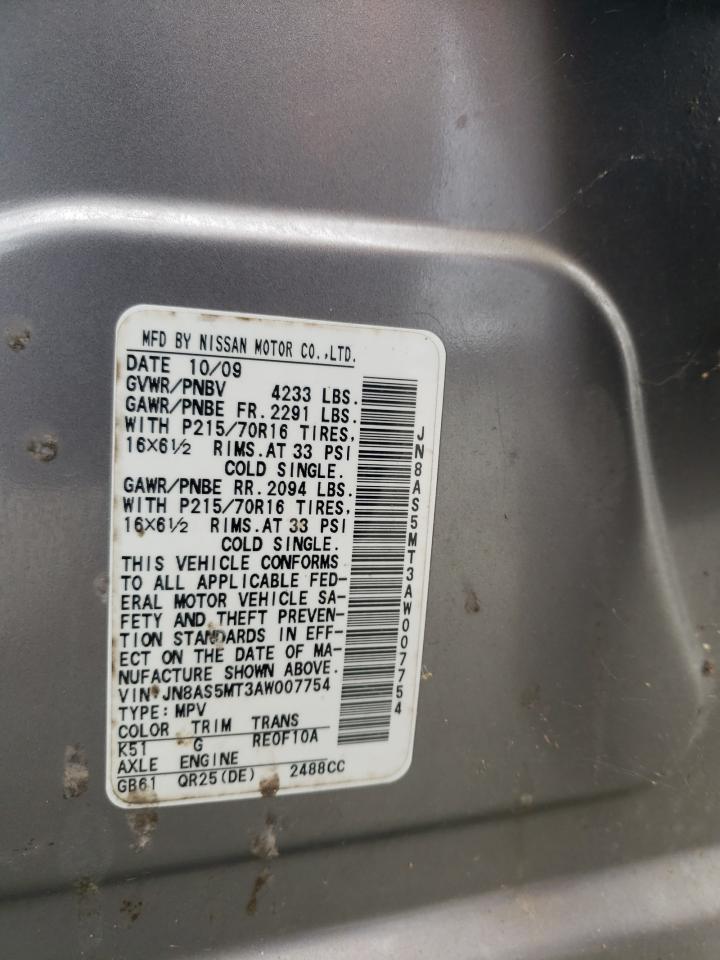 MFD BY NISSAN MOTOR CO.,LTD.
DATE 10/09
GVWR/PNBV 4233 LBS.
GAWR/PNBE FR. 2291 LBS.
WITH P215/70R16 TIRES,
16X6½ RIMS. AT 33 PSI
COLD SINGLE.
GAWR/PNBE RR. 2094 LBS.
WITH P215/70R16 TIRES,
16X6½ RIMS. AT 33 PSI
COLD SINGLE.
THIS VEHICLE CONFORMS
TO ALL APPLICABLE FED-
ERAL MOTOR VEHICLE SA-
FETY AND THEFT PREVEN-
TION STANDARDS IN EFF-
ECT ON THE DATE OF MA-
NUFACTURE SHOWN ABOVE.
VIN:JN8AS5MT3AW007754
TYPE:MPV
COLOR TRIM TRANS
K51 G RE0F10A
AXLE ENGINE
GB61 QR25(DE) 2488CC
JN8AS5MT3AW007754